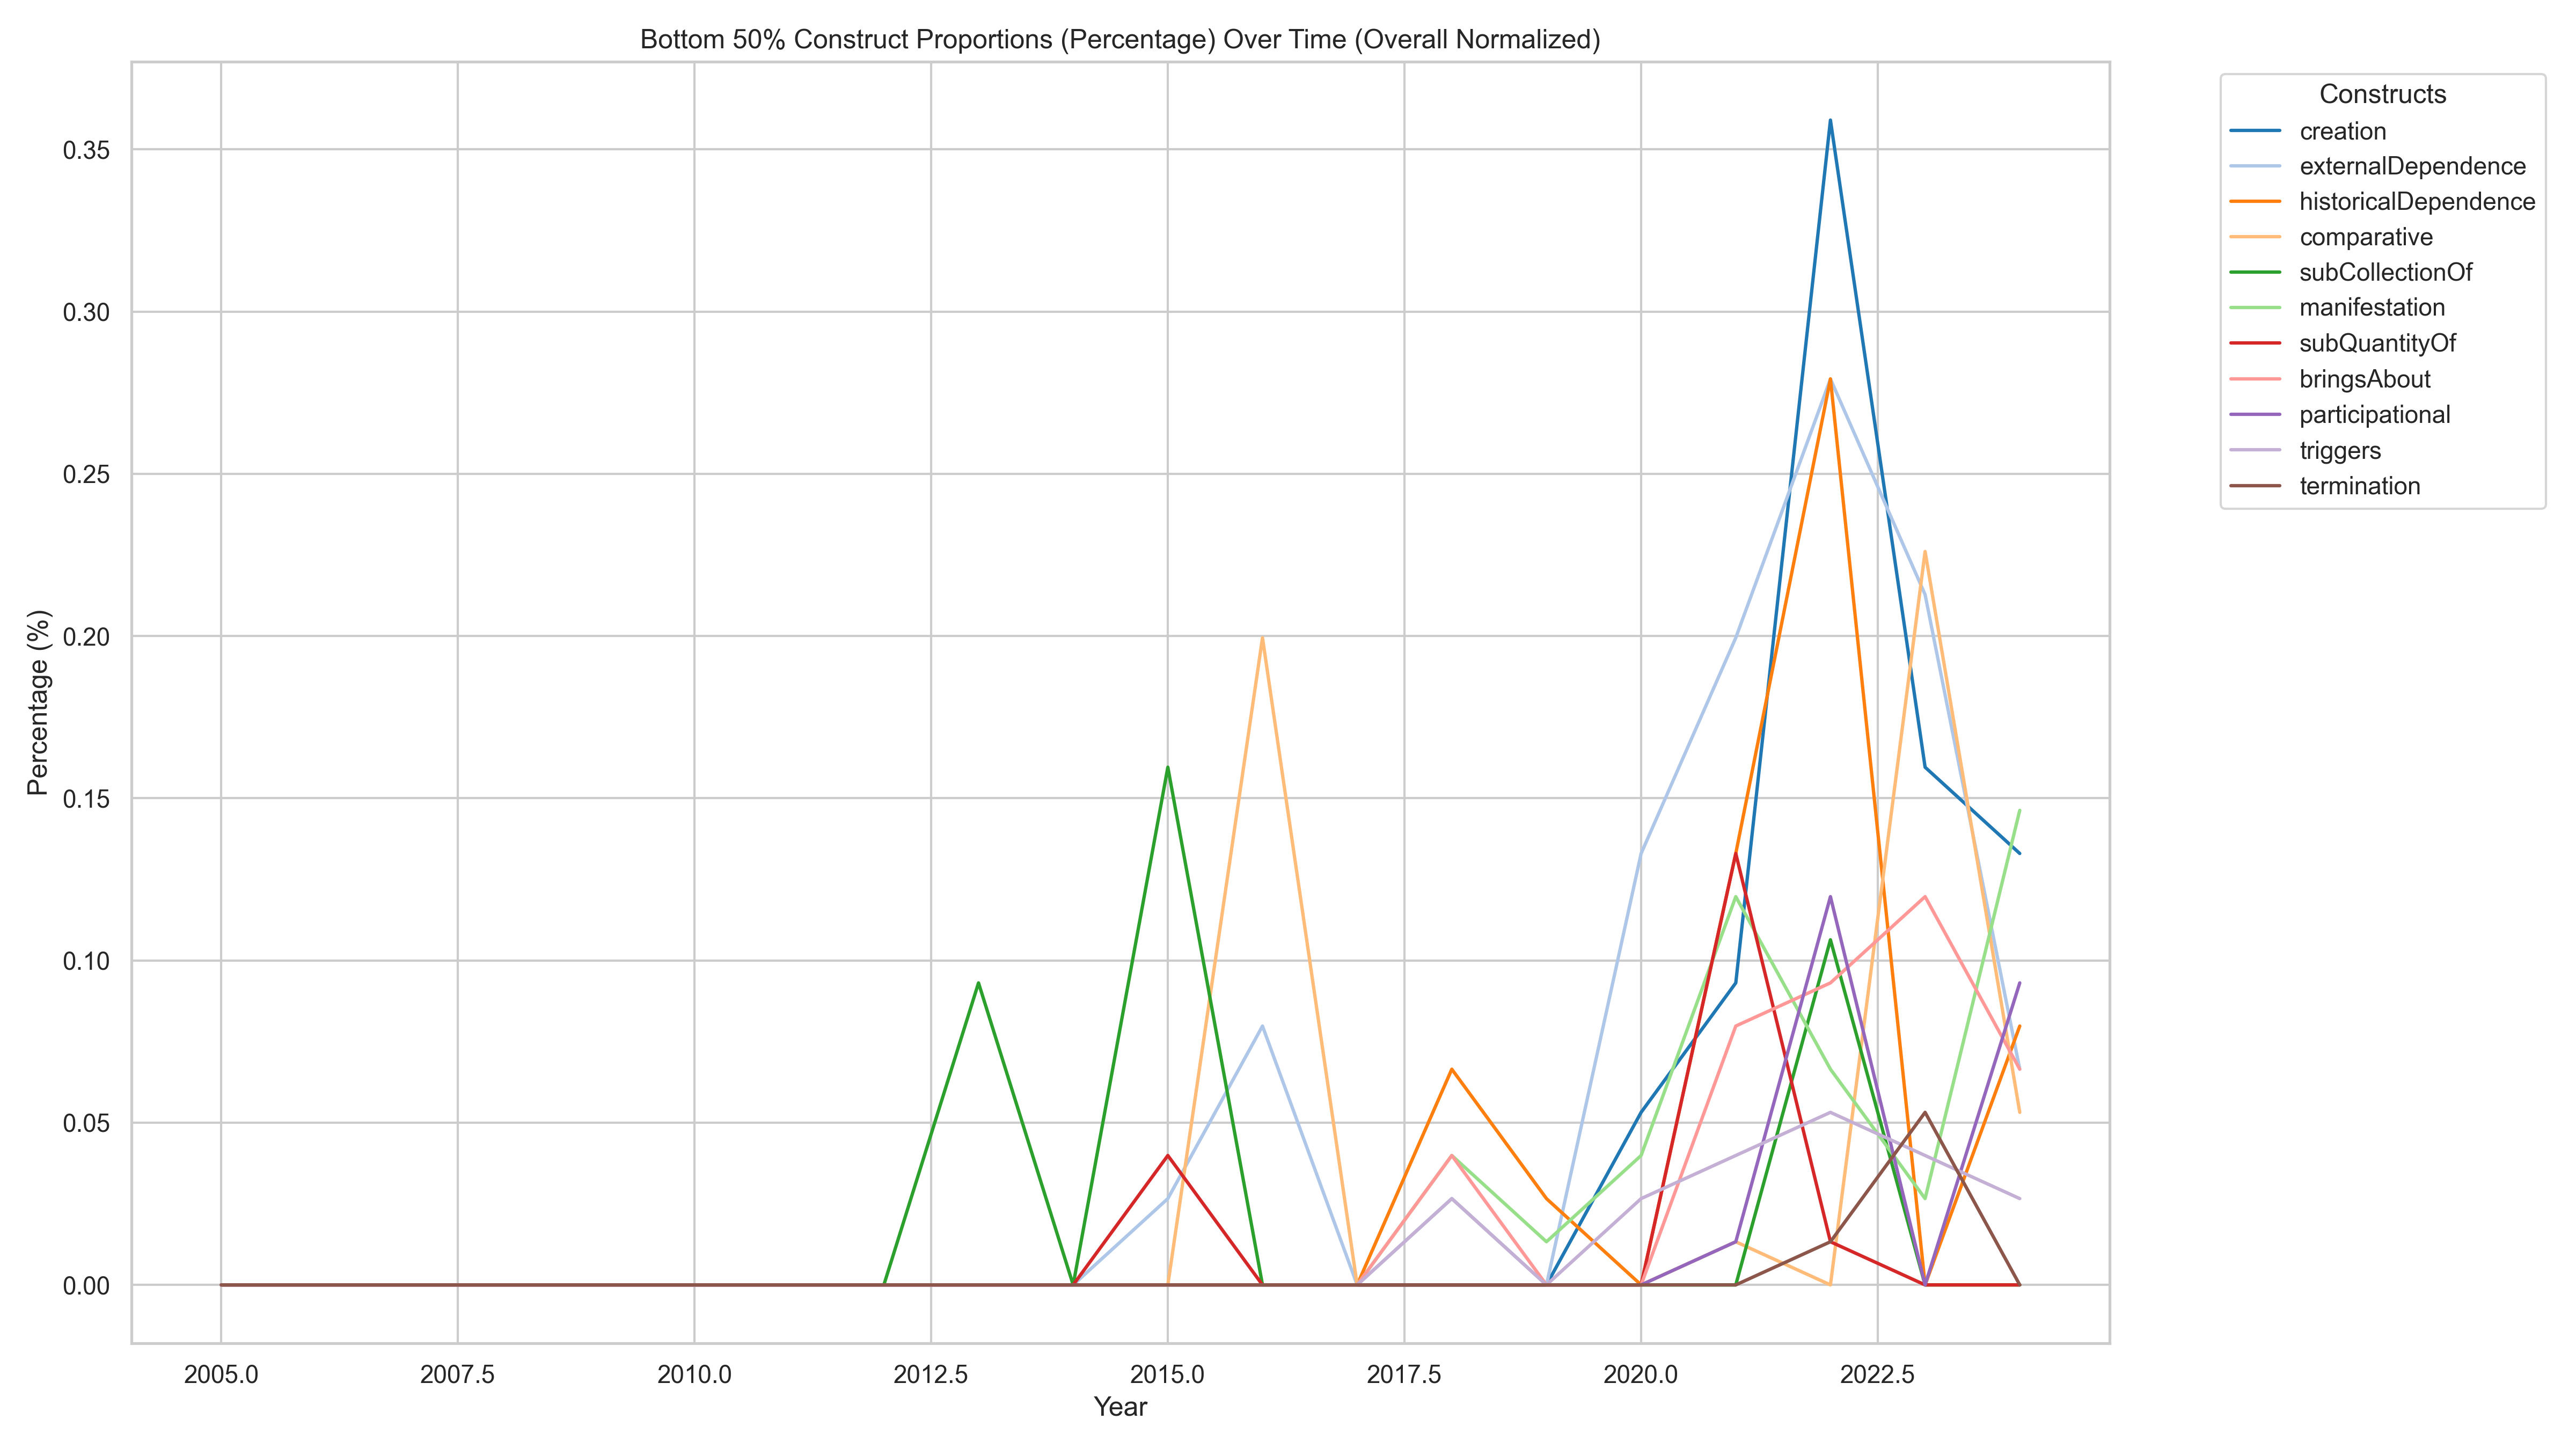 Bottom 50% Construct Proportions (Percentage) Over Time (Overall Normalized)
Constructs
creation
externalDependence
historicalDependence
comparative
subCollectionOf
manifestation
subQuantityOf
bringsAbout
participational
triggers
termination
Percentage (%)
0.35
0.30
0.25
0.20
0.15
0.10
0.05
0.00
2005.0 2007.5 2010.0 2012.5 2015.0 2017.5 2020.0 2022.5
Year